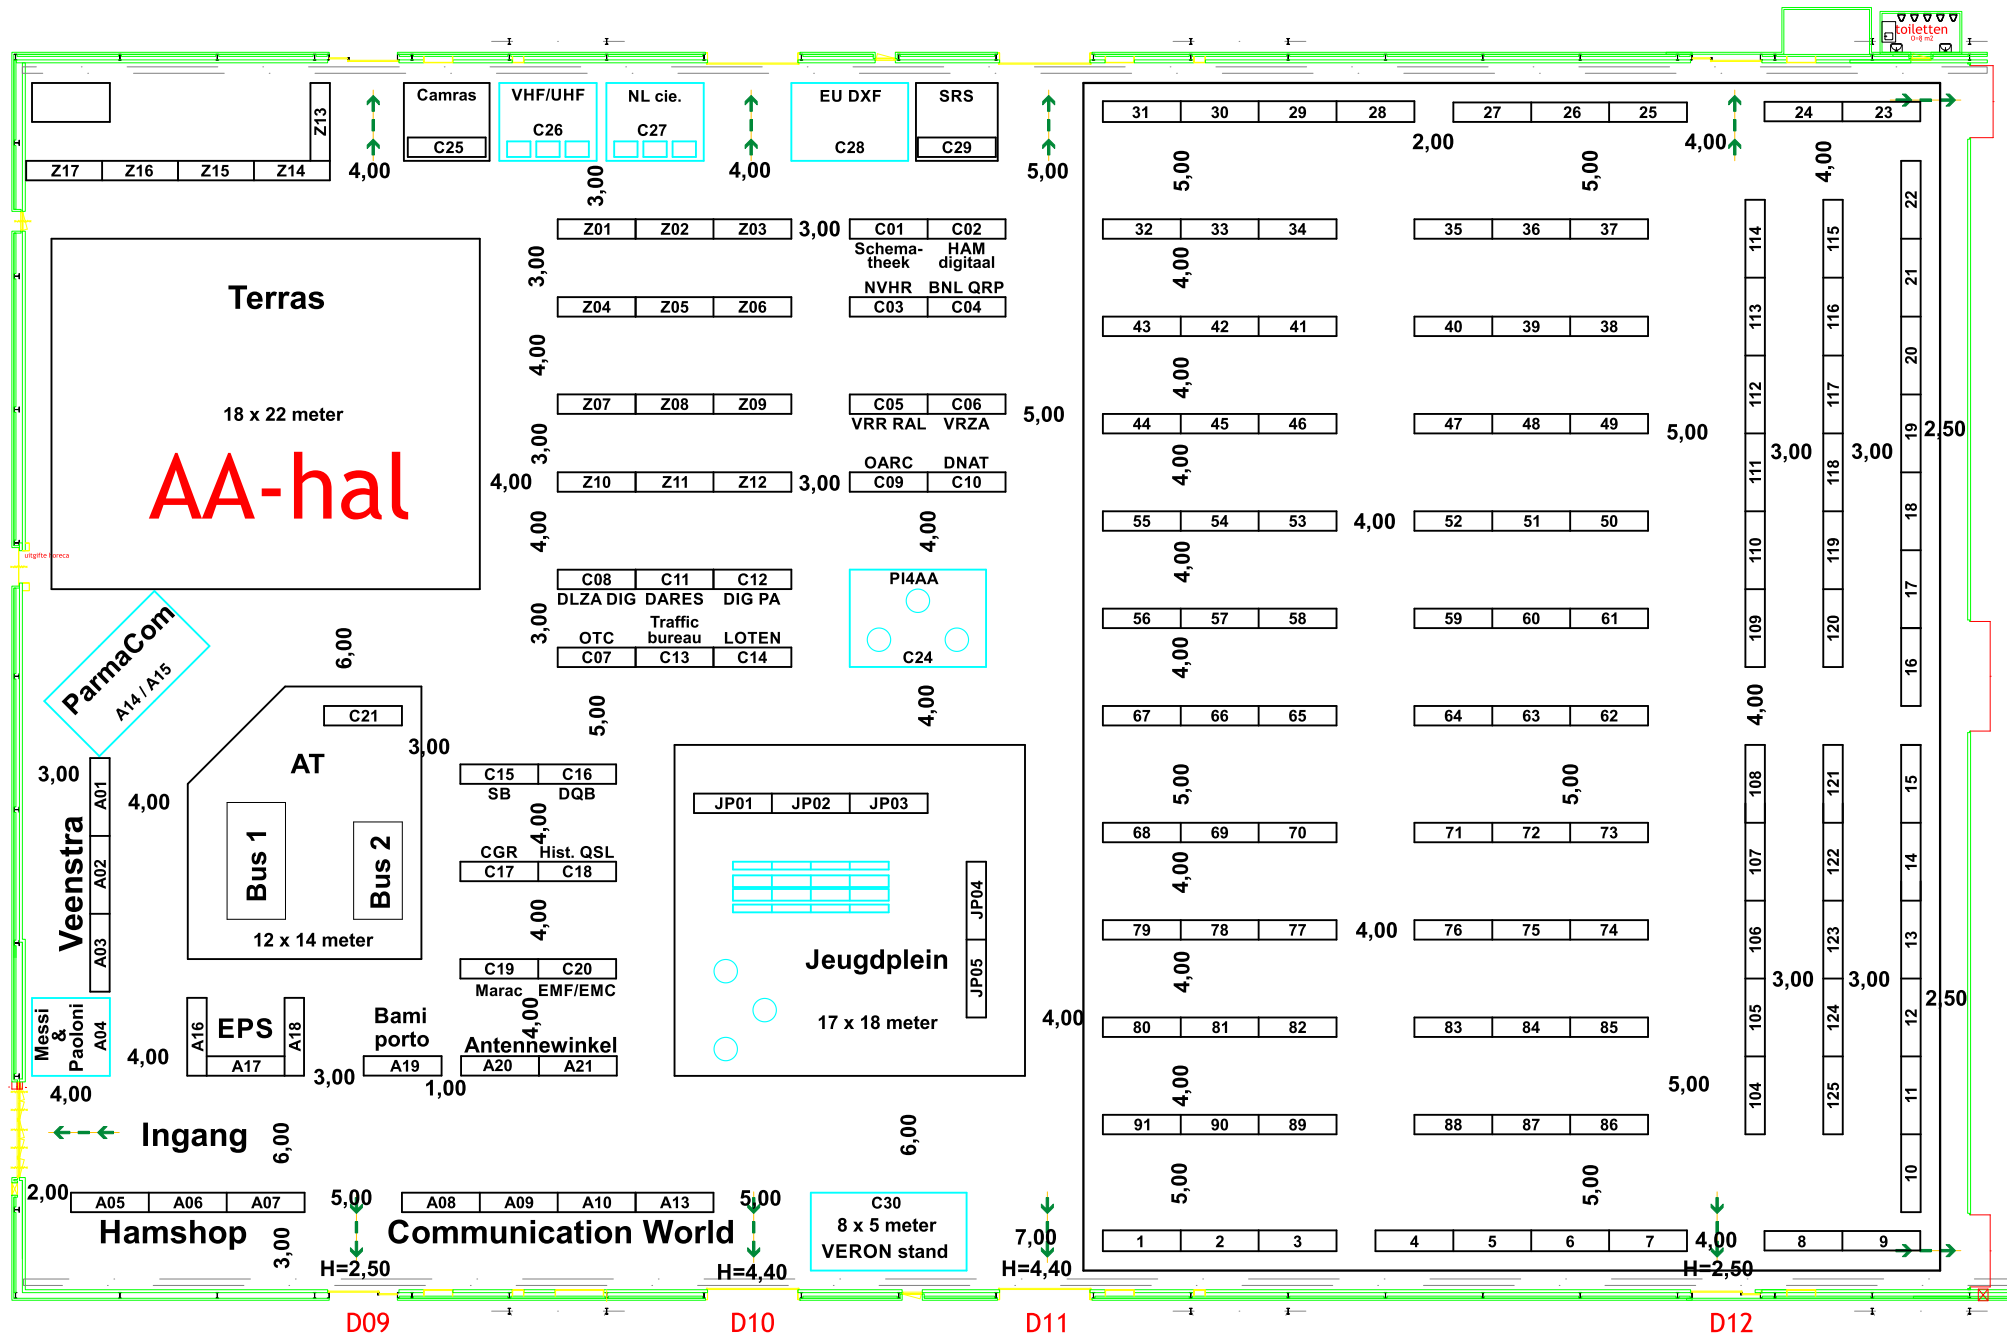 toiletten
O=8 m2
Camras
VHF/UHF
NL cie.
EU DXF
SRS
Z13
C25
C26
C27
C28
C29
31 30 29 28 27 26 25 24 23
2,00
4,00
Z17 Z16 Z15 Z14
4,00
4,00
5,00
3,00
5,00
5,00
4,00
22
21
20
19
18
17
16
Z01 Z02 Z03
3,00
C01 C02
Schema-
theek
HAM
digitaal
32 33 34 35 36 37
3,00
4,00
Terras
NVHR BNL QRP
Z04 Z05 Z06
C03 C04
43 42 41 40 39 38
4,00
4,00
18 x 22 meter
Z07 Z08 Z09
C05 C06
VRR RAL VRZA
5,00
44 45 46 47 48 49
5,00
2,50
3,00
3,00
114
113
112
111
110
109
115
116
117
118
119
120
AA-hal
3,00
4,00
OARC DNAT
Z10 Z11 Z12
3,00
C09 C10
4,00
55 54 53
4,00
52 51 50
4,00
4,00
4,00
uitgifte horeca
C08 C11 C12
DLZA DIG DARES DIG PA
PI4AA
C24
3,00
OTC
Traffic
bureau
LOTEN
C07 C13 C14
56 57 58 59 60 61
4,00
ParmaCom
A14 / A15
6,00
5,00
4,00
67 66 65 64 63 62
4,00
C21
AT
3,00
3,00
4,00
C15 C16
SB DQB
4,00
5,00
5,00
Veenstra
A01
A02
A03
Bus 1
Bus 2
12 x 14 meter
JP01 JP02 JP03
68 69 70 71 72 73
108
107
106
105
104
121
122
123
124
125
15
14
13
12
11
10
CGR Hist. QSL
C17 C18
4,00
4,00
JP04
JP05
79 78 77
4,00
76 75 74
4,00
C19 C20
Marac EMF/EMC
4,00
Jeugdplein
17 x 18 meter
4,00
3,00
3,00
2,50
Messi
&
Paoloni
A04
4,00
4,00
A16
EPS
A17
A18
3,00
Bami
porto
A19
1,00
Antennewinkel
A20 A21
80 81 82 83 84 85
4,00
5,00
Ingang
6,00
6,00
91 90 89 88 87 86
5,00
5,00
2,00
A05 A06 A07
Hamshop
3,00
5,00
H=2,50
A08 A09 A10 A13
Communication World
5,00
H=4,40
C30
8 x 5 meter
VERON stand
7,00
H=4,40
1 2 3 4 5 6 7
4,00
H=2,50
8 9
D09
D10
D11
D12